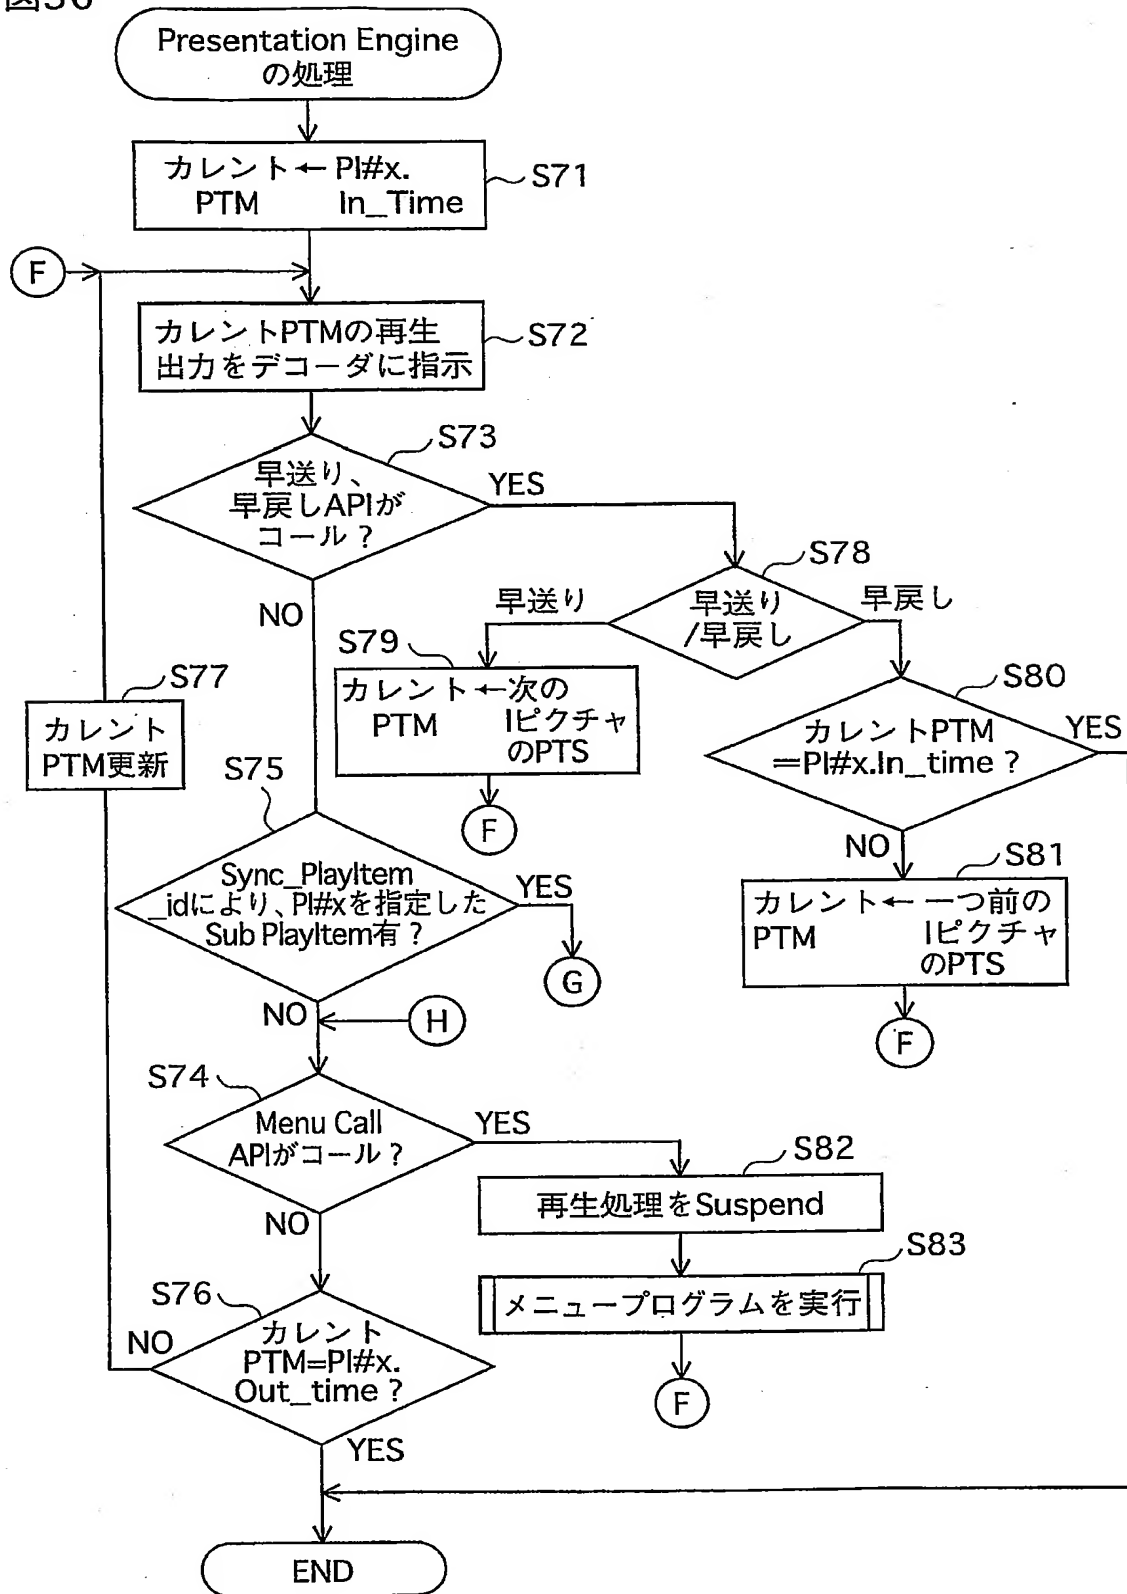 図36
Presentation Engine
の処理
カレント← PI#x.
PTM In_Time
S71
F
カレントPTMの再生
出力をデコーダに指示
S72
S73
早送り、
早戻しAPIが
コール?
YES
NO
S78
早送り
/早戻し
早送り
早戻し
S79
カレント←次の
PTM Iピクチャ
のPTS
F
S80
カレントPTM
=PI#x.In_time?
YES
NO
S81
カレント← 一つ前の
PTM Iピクチャ
のPTS
F
S77
カレント
PTM更新
S75
Sync_PlayItem
_idにより、PI#xを指定した
Sub PlayItem有?
YES
G
NO
H
S74
Menu Call
APIがコール?
YES
NO
S82
再生処理をSuspend
S83
メニュープログラムを実行
F
S76
カレント
PTM=PI#x.
Out_time?
NO
YES
END